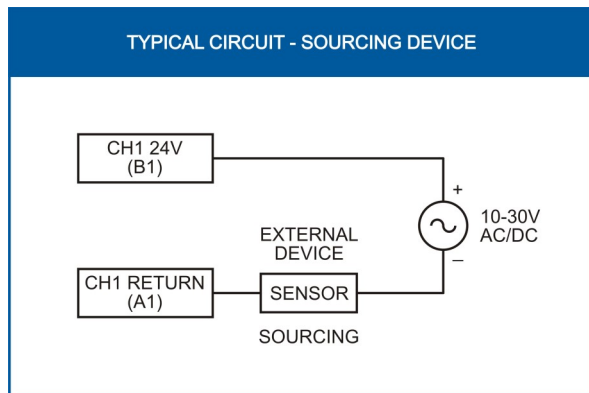 TYPICAL CIRCUIT - SOURCING DEVICE
CH1 24V
(B1)
+
10-30V
AC/DC
–
EXTERNAL
DEVICE
CH1 RETURN
(A1)
SENSOR
SOURCING